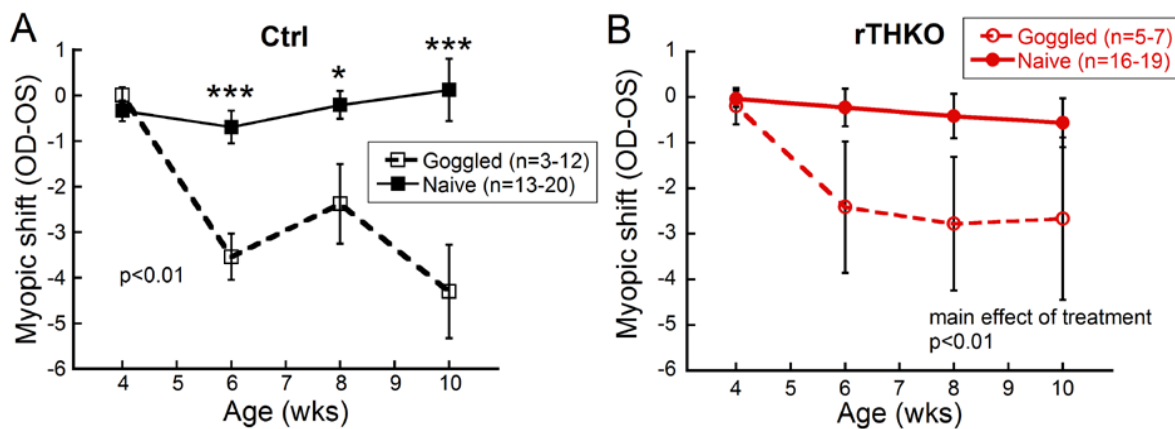 A
Ctrl
Myopic shift (OD-OS)
1
0
-1
-2
-3
-4
-5
-6
***
*
***
Goggled (n=3-12)
Naive (n=13-20)
p<0.01
4 5 6 7 8 9 10
Age (wks)
B
rTHKO
Goggled (n=5-7)
Naive (n=16-19)
Myopic shift (OD-OS)
1
0
-1
-2
-3
-4
-5
-6
main effect of treatment
p<0.01
4 5 6 7 8 9 10
Age (wks)